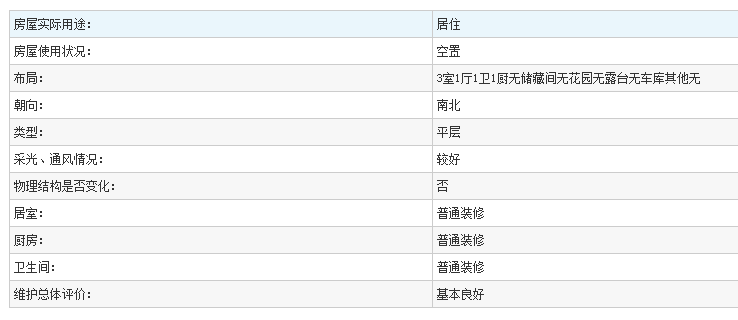 房屋实际用途: 居住
房屋使用状况: 空置
布局: 3室1厅1卫1厨无储藏间无花园无露台无车库其他无
朝向: 南北
类型: 平层
采光、通风情况: 较好
物理结构是否变化: 否
居室: 普通装修
厨房: 普通装修
卫生间: 普通装修
维护总体评价: 基本良好